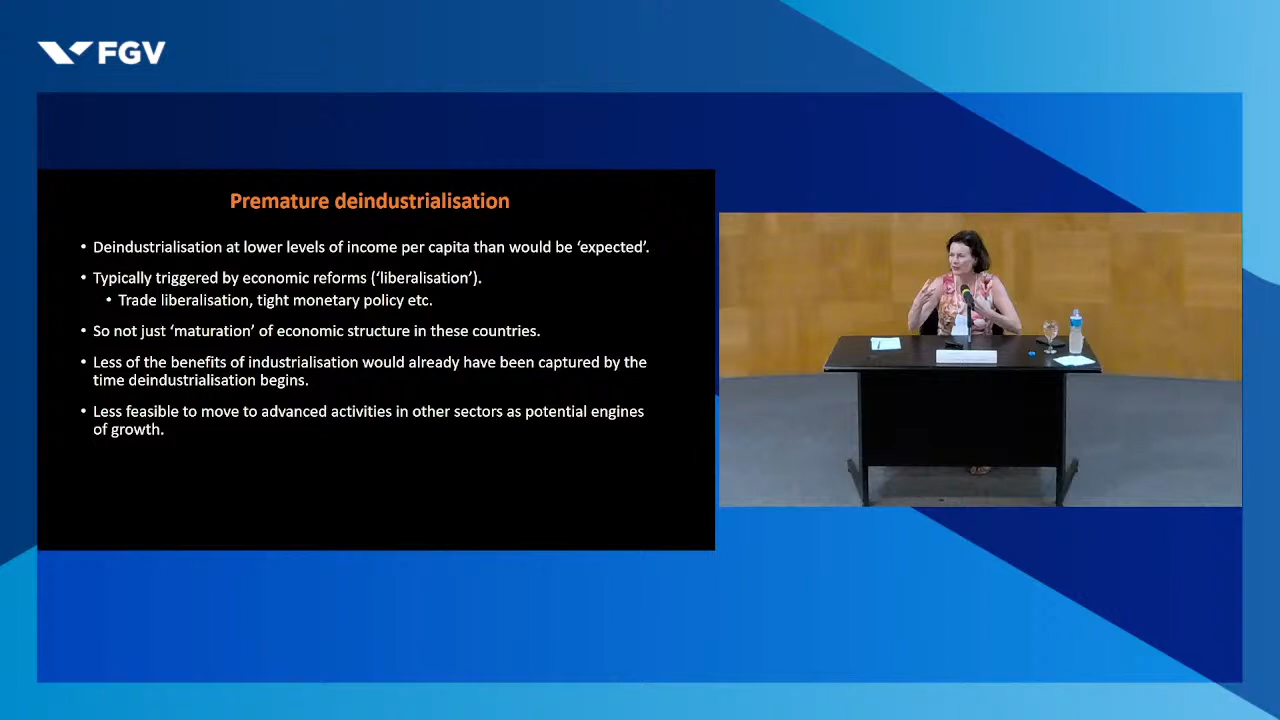 FGV
Premature deindustrialisation
• Deindustrialisation at lower levels of income per capita than would be ‘expected’.
• Typically triggered by economic reforms (‘liberalisation’).
• Trade liberalisation, tight monetary policy etc.
• So not just ‘maturation’ of economic structure in these countries.
• Less of the benefits of industrialisation would already have been captured by the
time deindustrialisation begins.
• Less feasible to move to advanced activities in other sectors as potential engines
of growth.